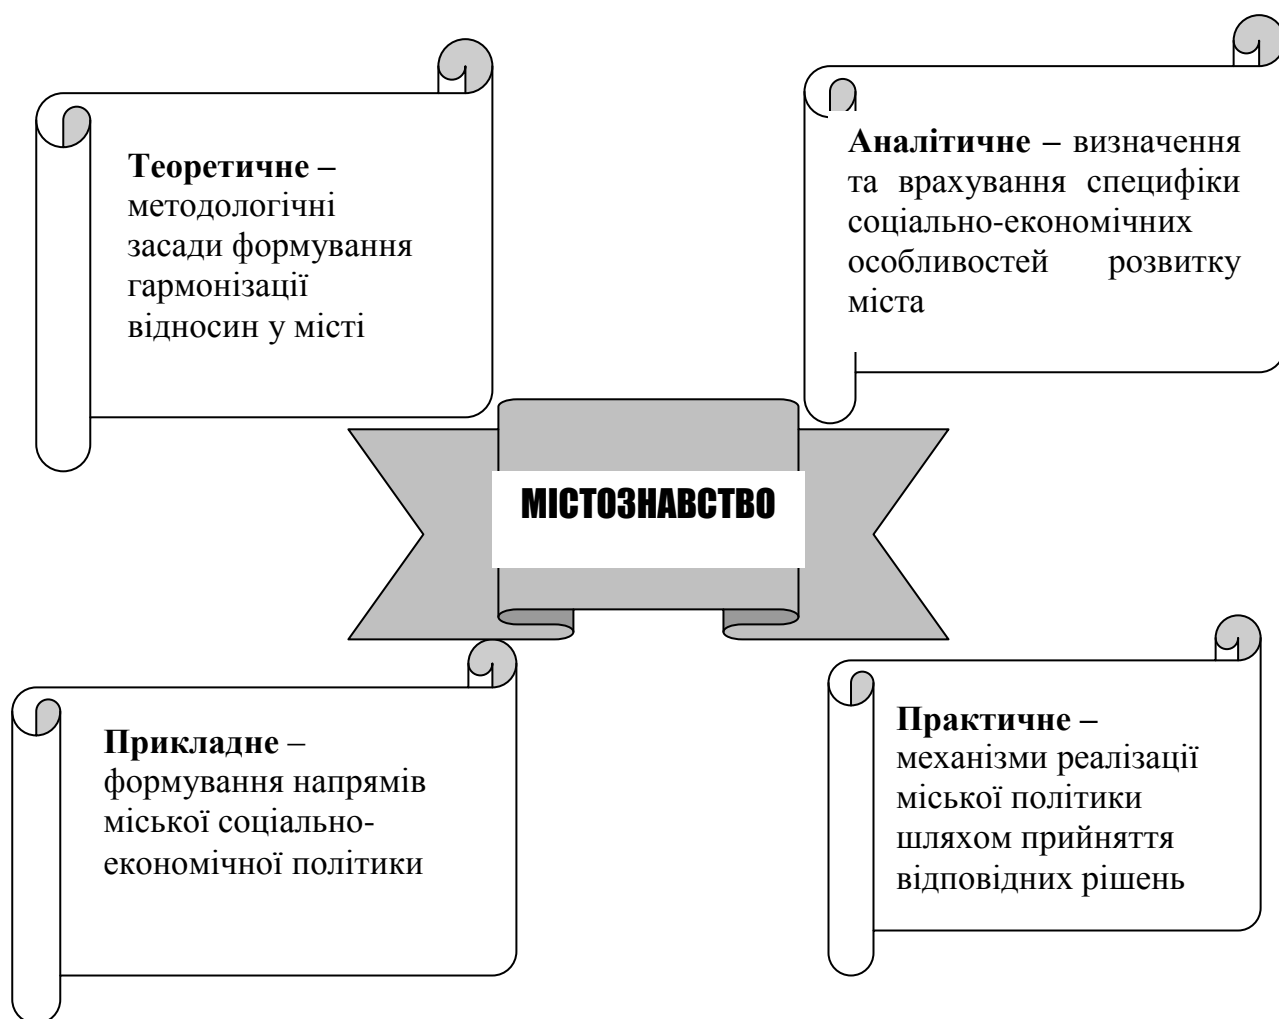 Теоретичне –
методологічні
засади формування
гармонізації
відносин у місті
Аналітичне – визначення
та врахування специфіки
соціально-економічних
особливостей розвитку
міста
МІСТОЗНАВСТВО
Прикладне –
формування напрямів
міської соціально-
економічної політики
Практичне –
механізми реалізації
міської політики
шляхом прийняття
відповідних рішень